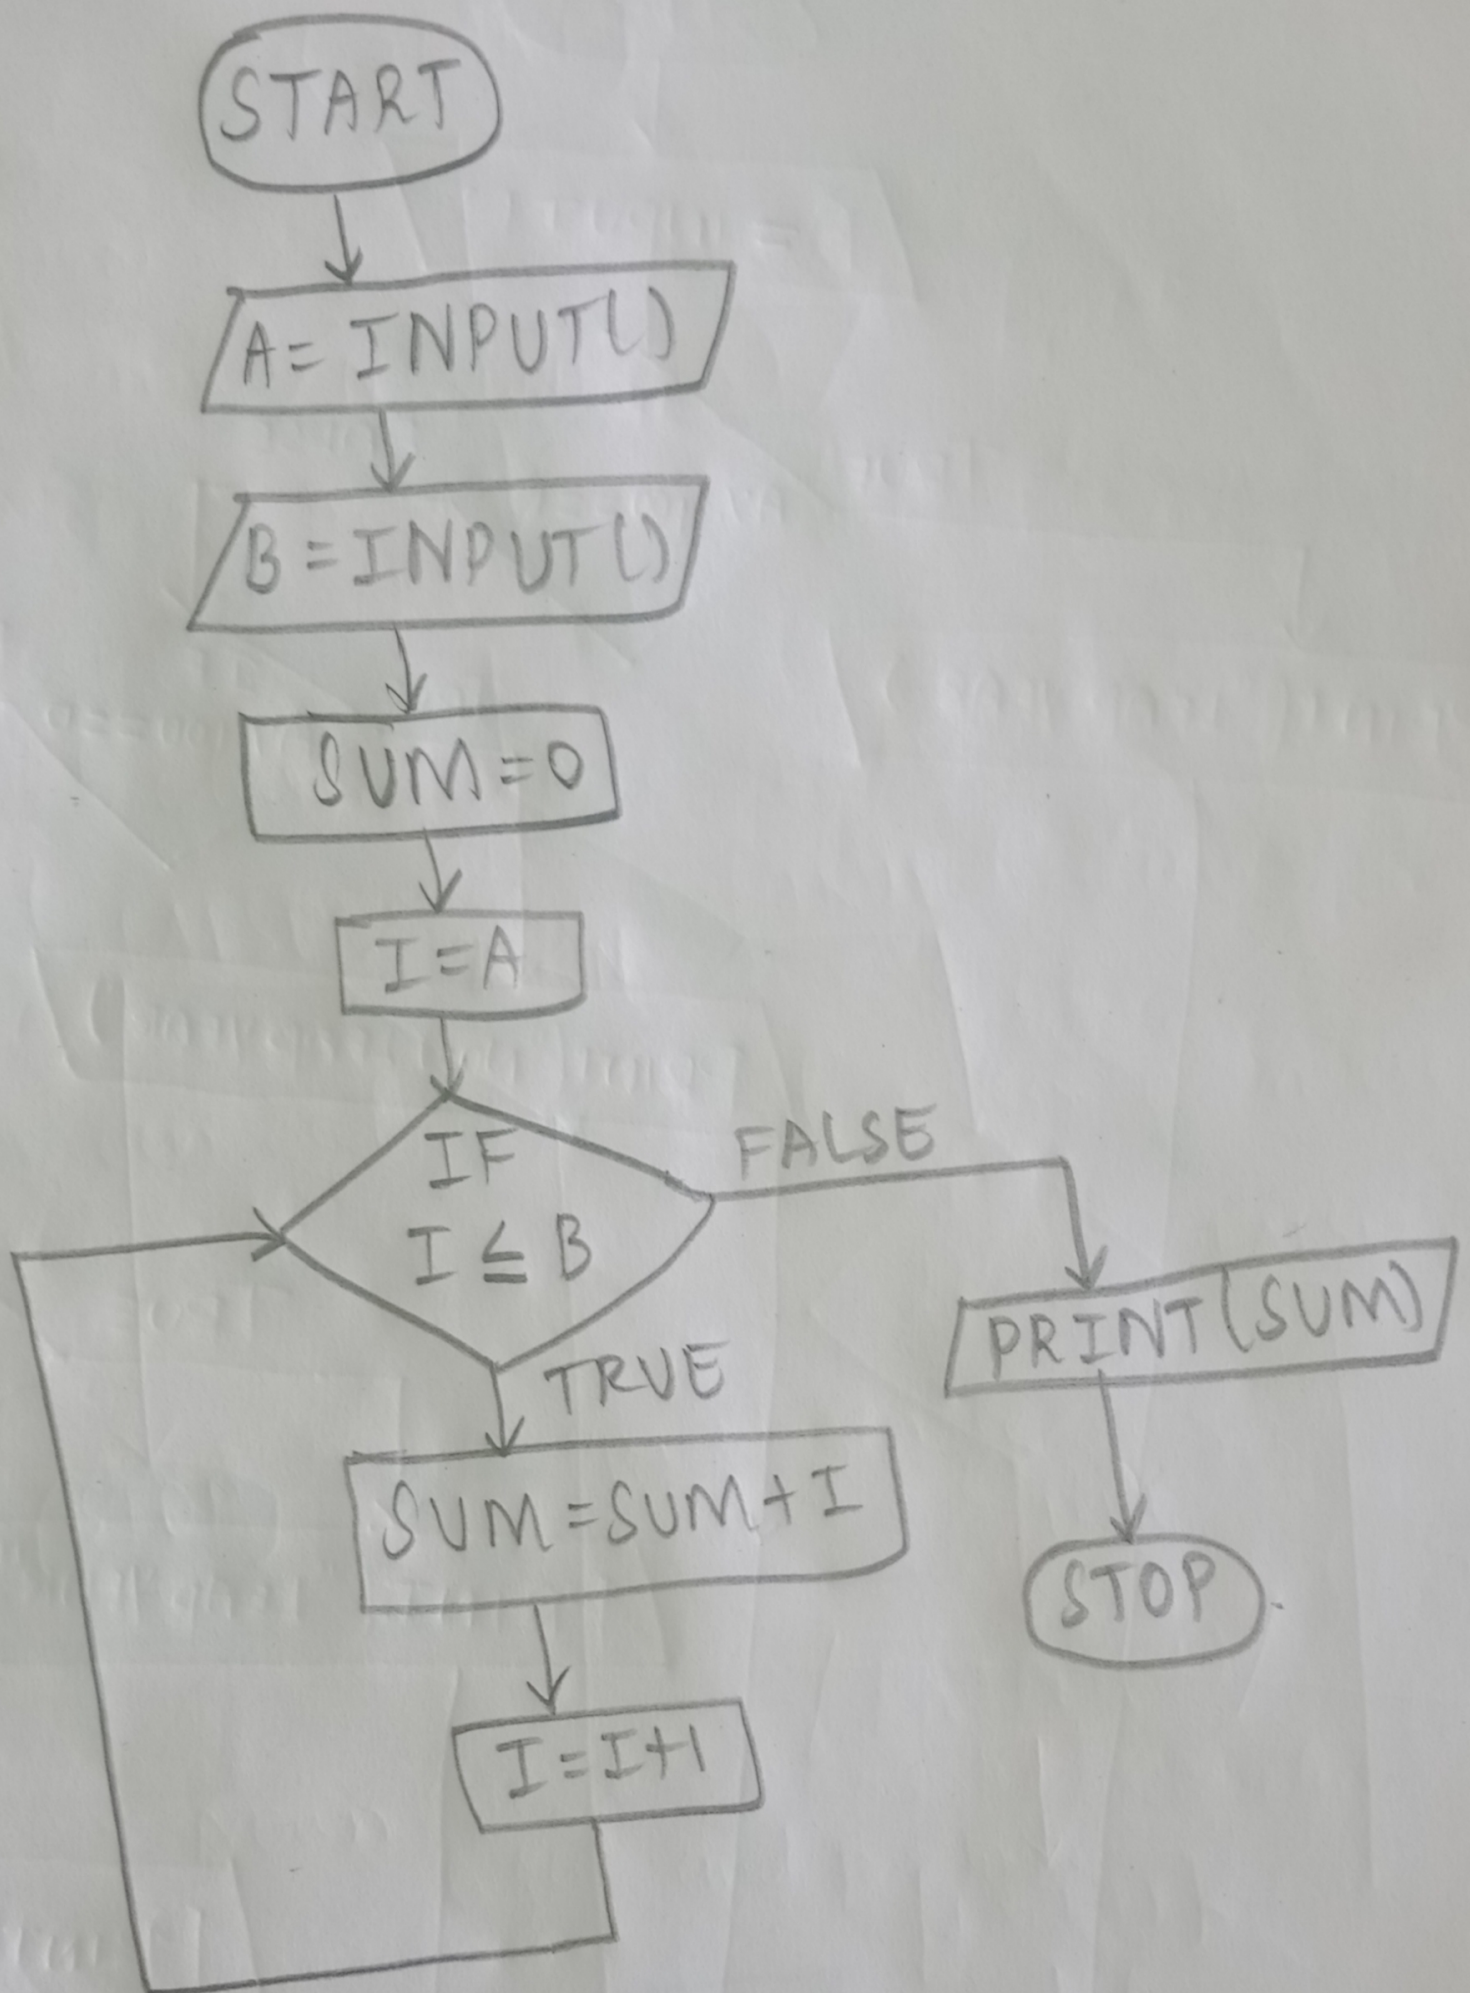 START
A=INPUT()
B=INPUT()
SUM=0
I=A
IF
I≤B
FALSE
TRUE
PRINT(SUM)
SUM=SUM+I
STOP
I=I+1